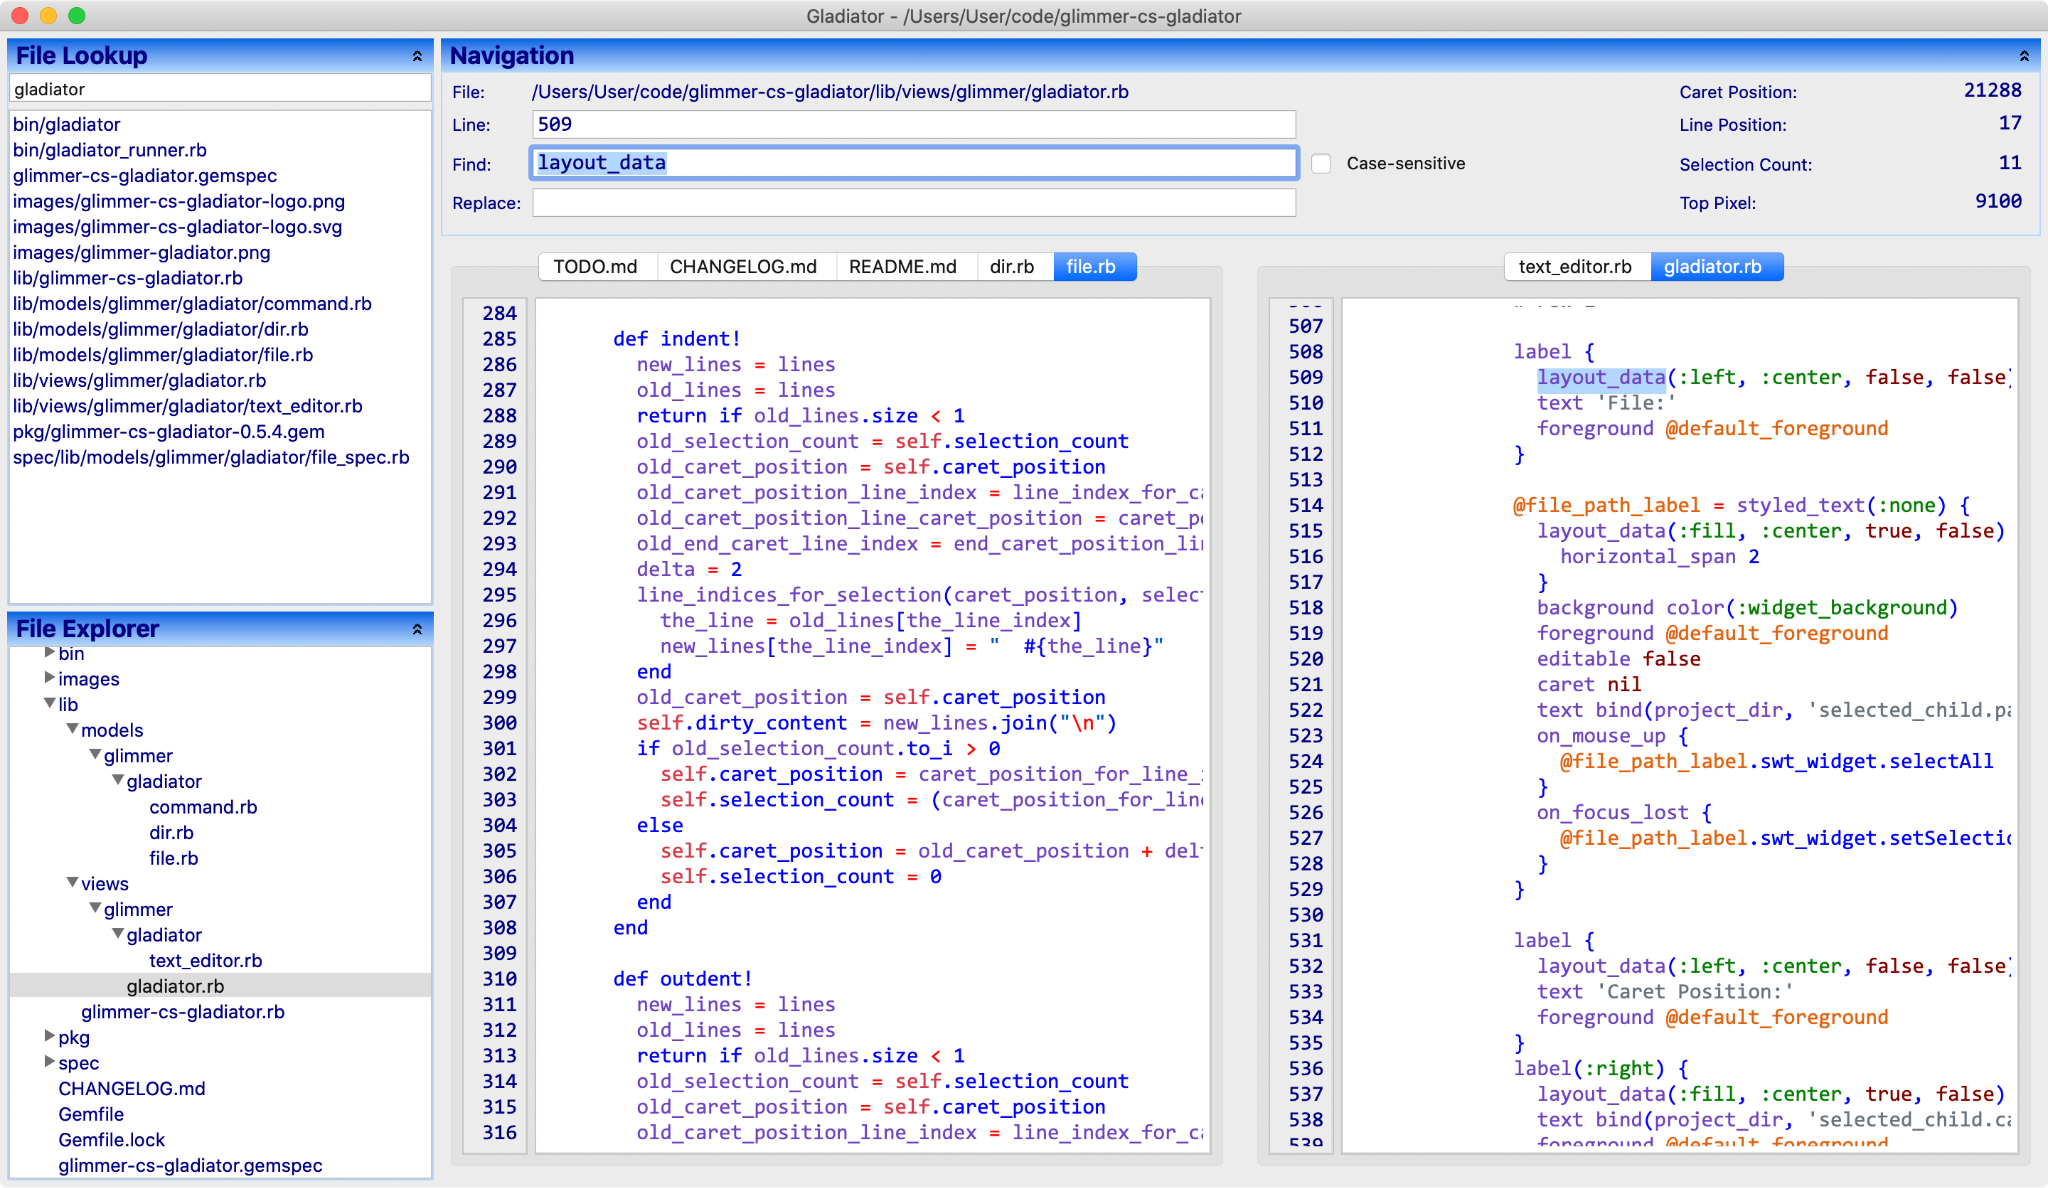 Gladiator - /Users/User/code/glimmer-cs-gladiator
File Lookup
gladiator
bin/gladiator
bin/gladiator_runner.rb
glimmer-cs-gladiator.gemspec
images/glimmer-cs-gladiator-logo.png
images/glimmer-cs-gladiator-logo.svg
images/glimmer-gladiator.png
lib/glimmer-cs-gladiator.rb
lib/models/glimmer/gladiator/command.rb
lib/models/glimmer/gladiator/dir.rb
lib/models/glimmer/gladiator/file.rb
lib/views/glimmer/gladiator.rb
lib/views/glimmer/gladiator/text_editor.rb
pkg/glimmer-cs-gladiator-0.5.4.gem
spec/lib/models/glimmer/gladiator/file_spec.rb
File Explorer
bin
images
lib
models
glimmer
gladiator
command.rb
dir.rb
file.rb
views
glimmer
gladiator
text_editor.rb
gladiator.rb
glimmer-cs-gladiator.rb
pkg
spec
CHANGELOG.md
Gemfile
Gemfile.lock
glimmer-cs-gladiator.gemspec
Navigation
File: /Users/User/code/glimmer-cs-gladiator/lib/views/glimmer/gladiator.rb
Line: 509
Find: layout_data Case-sensitive
Replace:
Caret Position: 21288
Line Position: 17
Selection Count: 11
Top Pixel: 9100
TODO.md CHANGELOG.md README.md dir.rb file.rb
284
285 def indent!
286 new_lines = lines
287 old_lines = lines
288 return if old_lines.size < 1
289 old_selection_count = self.selection_count
290 old_caret_position = self.caret_position
291 old_caret_position_line_index = line_index_for_ca
292 old_caret_position_line_caret_position = caret_po
293 old_end_caret_line_index = end_caret_position_lin
294 delta = 2
295 line_indices_for_selection(caret_position, selec
296 the_line = old_lines[the_line_index]
297 new_lines[the_line_index] = "  #{the_line}"
298 end
299 old_caret_position = self.caret_position
300 self.dirty_content = new_lines.join("\n")
301 if old_selection_count.to_i > 0
302 self.caret_position = caret_position_for_line_
303 self.selection_count = (caret_position_for_line
304 else
305 self.caret_position = old_caret_position + delt
306 self.selection_count = 0
307 end
308 end
309
310 def outdent!
311 new_lines = lines
312 old_lines = lines
313 return if old_lines.size < 1
314 old_selection_count = self.selection_count
315 old_caret_position = self.caret_position
316 old_caret_position_line_index = line_index_for_ca
text_editor.rb gladiator.rb
507
508 label {
509 layout_data(:left, :center, false, false)
510 text 'File:'
511 foreground @default_foreground
512 }
513
514 @file_path_label = styled_text(:none) {
515 layout_data(:fill, :center, true, false)
516 horizontal_span 2
517 }
518 background color(:widget_background)
519 foreground @default_foreground
520 editable false
521 caret nil
522 text bind(project_dir, 'selected_child.pa
523 on_mouse_up {
524 @file_path_label.swt_widget.selectAll
525 }
526 on_focus_lost {
527 @file_path_label.swt_widget.setSelectio
528 }
529 }
530
531 label {
532 layout_data(:left, :center, false, false)
533 text 'Caret Position:'
534 foreground @default_foreground
535 }
536 label(:right) {
537 layout_data(:fill, :center, true, false)
538 text bind(project_dir, 'selected_child.ca
539 foreground @default_foreground